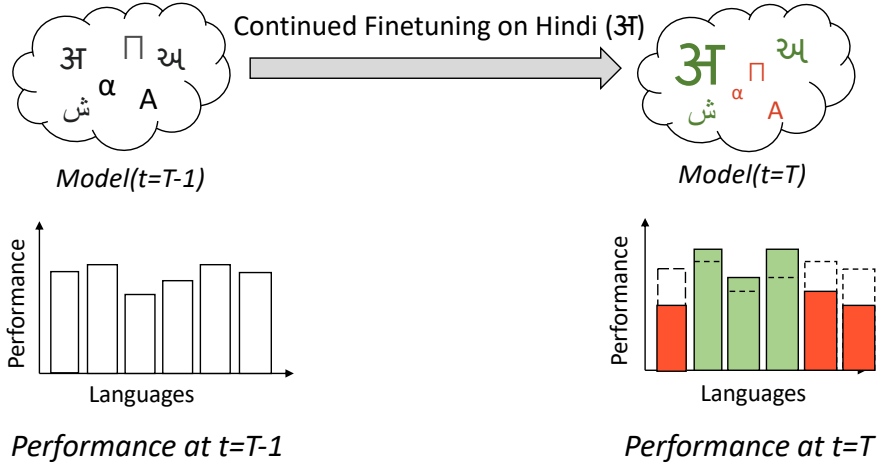 Continued Finetuning on Hindi (अ)
अ Π અ
ش α A
Model(t=T-1)
अ Π અ
ش α A
Model(t=T)
Performance
Languages
Performance at t=T-1
Performance
Languages
Performance at t=T